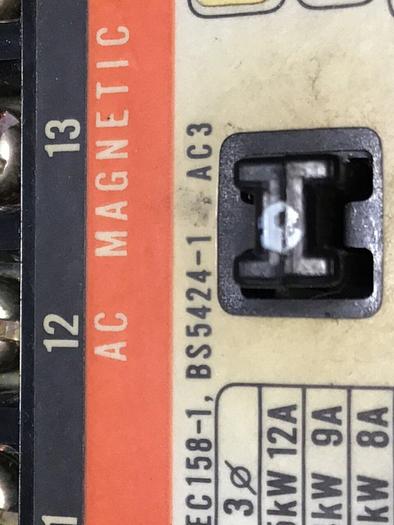 13
12
AC MAGNETIC
EC158-1, BS5424-1 AC3
3∅
kW 12A
kW 9A
kW 8A